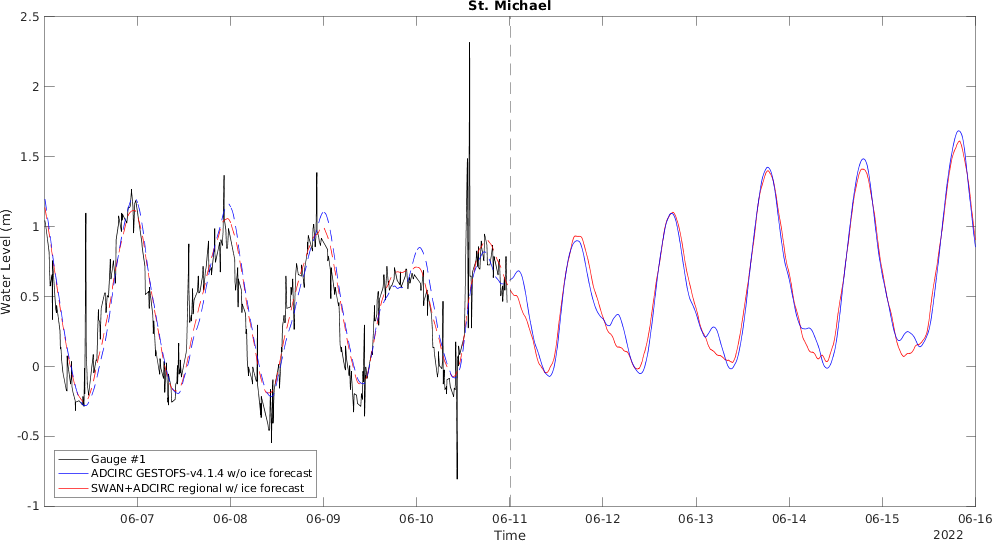 St. Michael
2.5
2
1.5
1
0.5
0
-0.5
-1
Water Level (m)
Gauge #1
ADCIRC GESTOFS-v4.1.4 w/o ice forecast
SWAN+ADCIRC regional w/ ice forecast
06-07 06-08 06-09 06-10 06-11 06-12 06-13 06-14 06-15 06-16
Time
2022